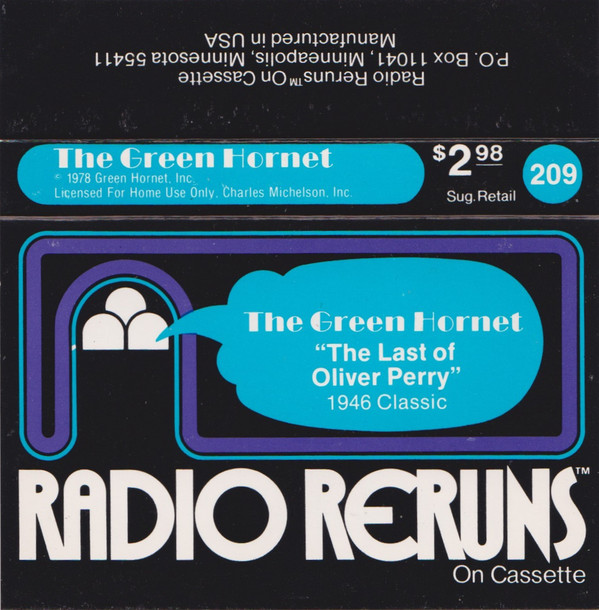 Radio Reruns™ On Cassette
P.O. Box 11041, Minneapolis, Minnesota 55411
Manufactured in USA
The Green Hornet
© 1978 Green Hornet, Inc.
Licensed For Home Use Only, Charles Michelson, Inc.
$2.98
Sug. Retail
209
The Green Hornet
“The Last of
Oliver Perry”
1946 Classic
RADIO RERUNS™
On Cassette